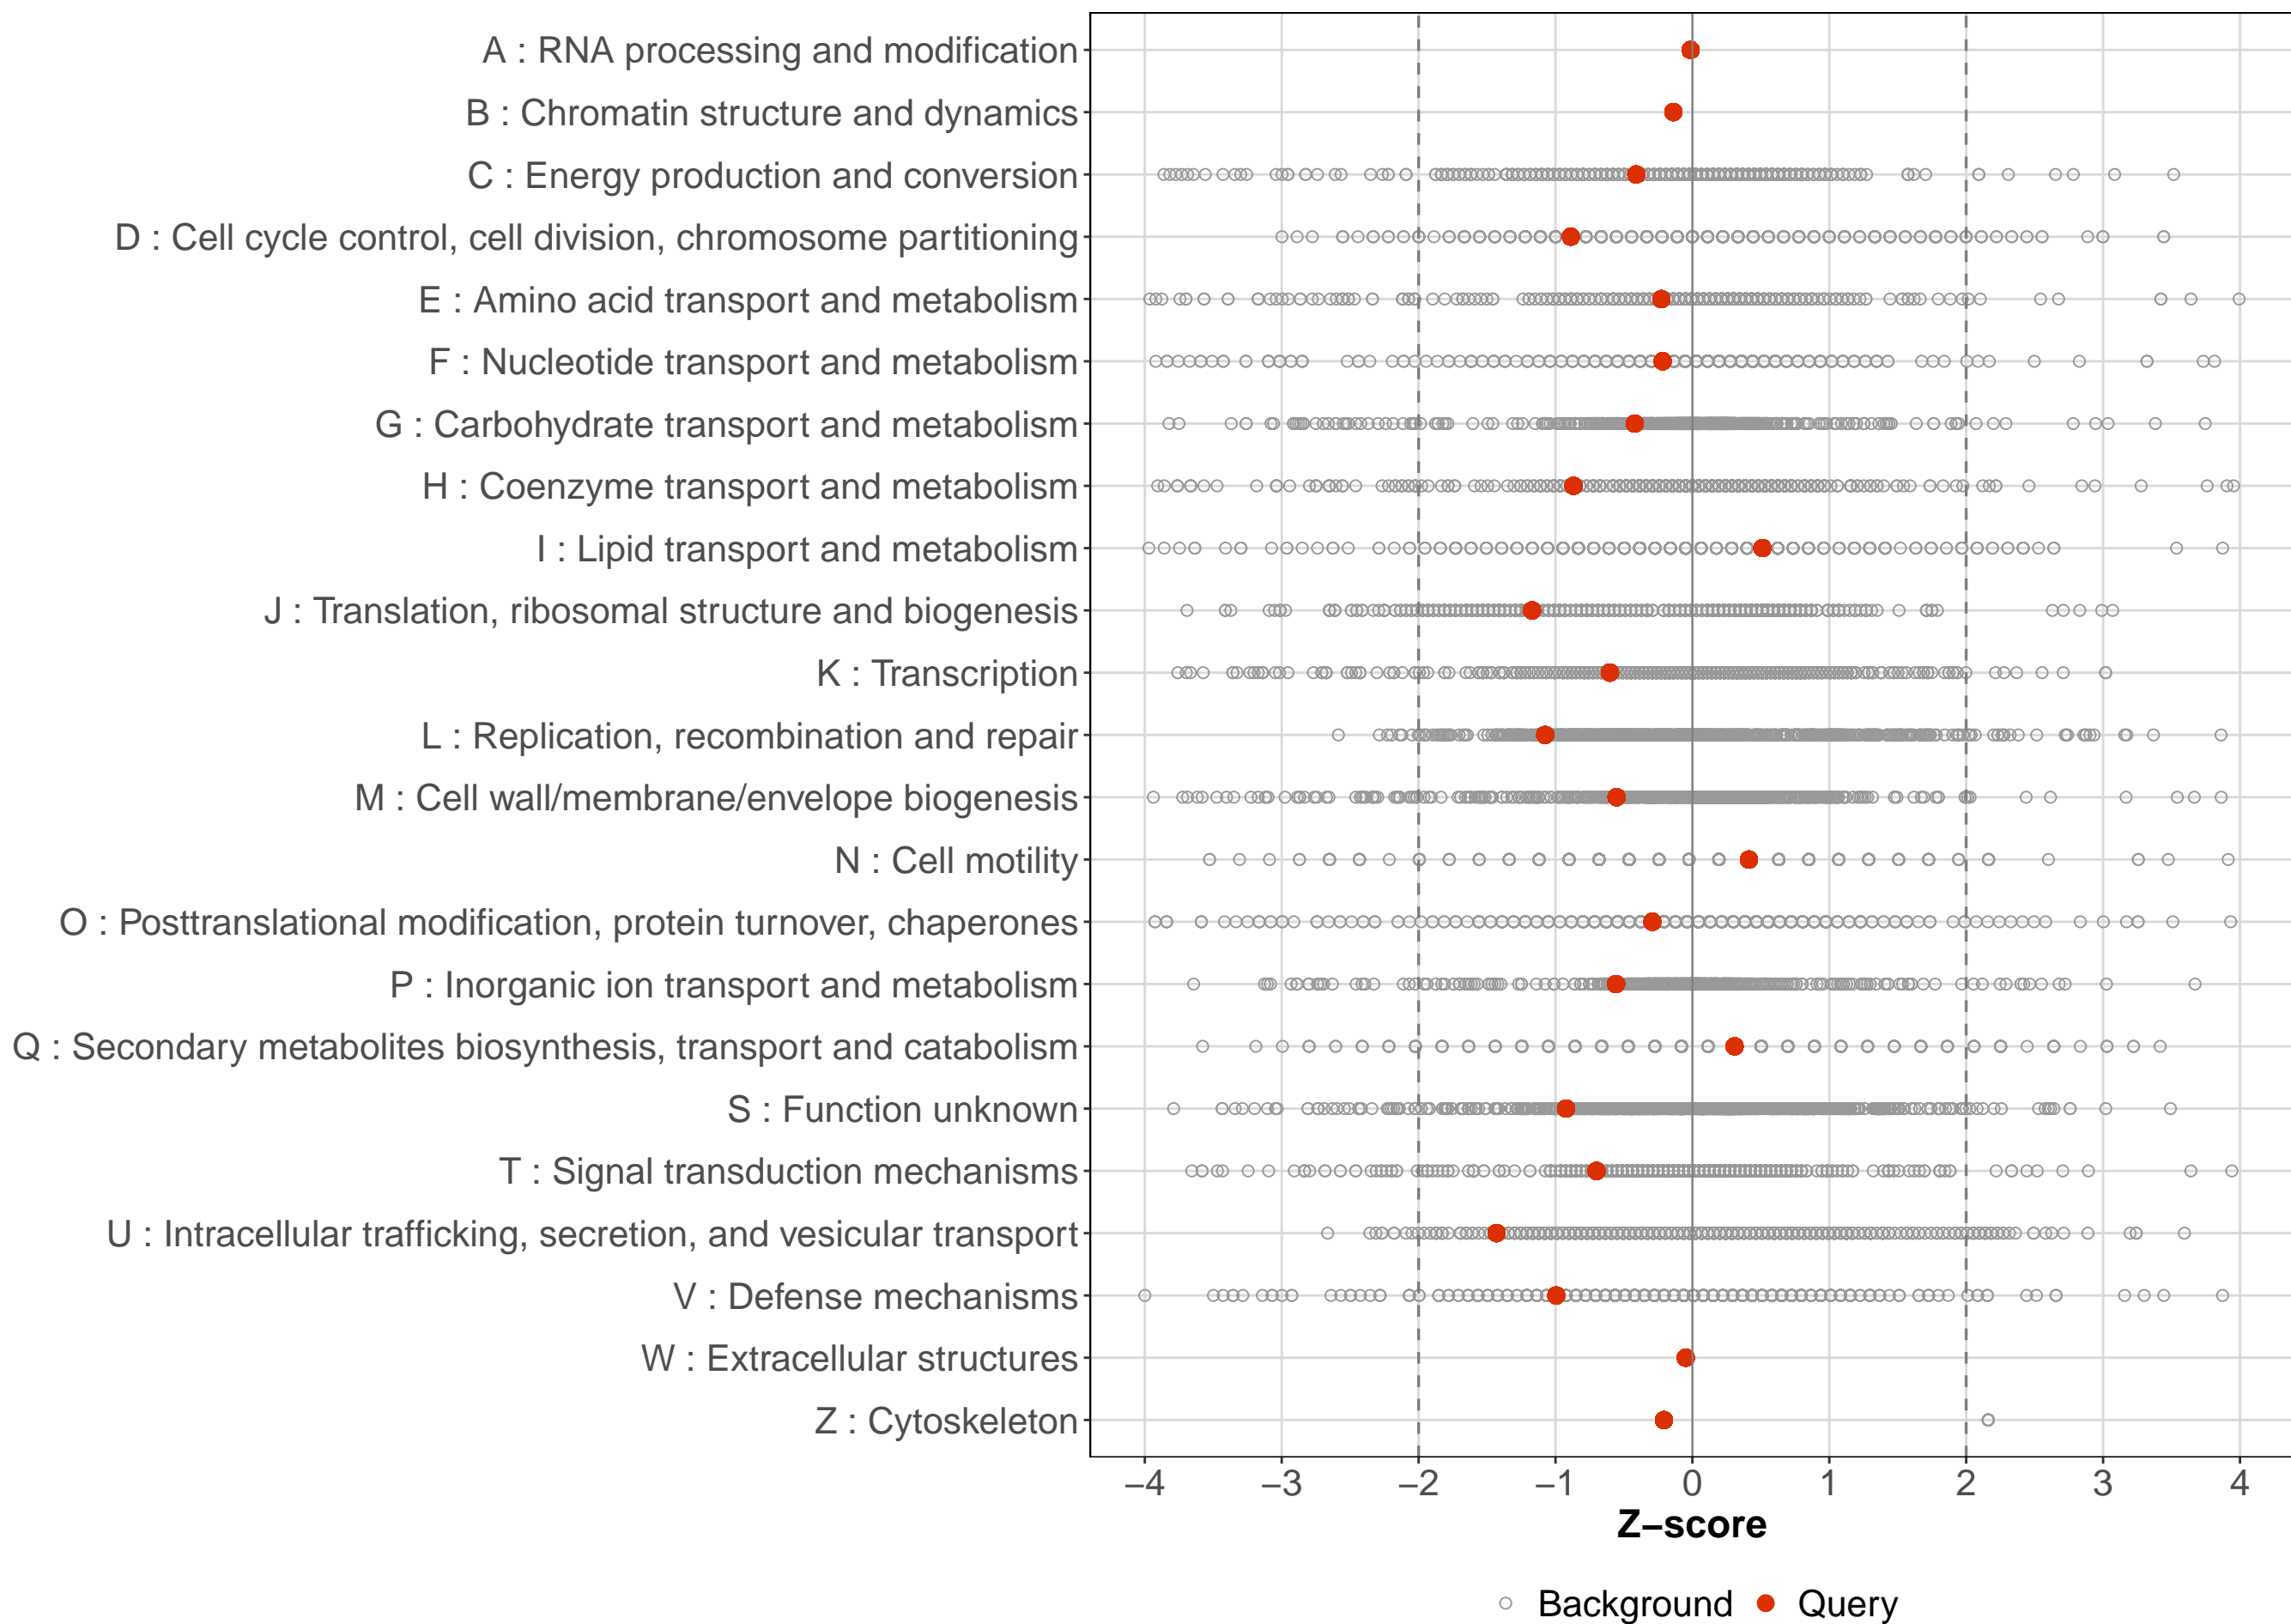 A : RNA processing and modification
B : Chromatin structure and dynamics
C : Energy production and conversion
D : Cell cycle control, cell division, chromosome partitioning
E : Amino acid transport and metabolism
F : Nucleotide transport and metabolism
G : Carbohydrate transport and metabolism
H : Coenzyme transport and metabolism
I : Lipid transport and metabolism
J : Translation, ribosomal structure and biogenesis
K : Transcription
L : Replication, recombination and repair
M : Cell wall/membrane/envelope biogenesis
N : Cell motility
O : Posttranslational modification, protein turnover, chaperones
P : Inorganic ion transport and metabolism
Q : Secondary metabolites biosynthesis, transport and catabolism
S : Function unknown
T : Signal transduction mechanisms
U : Intracellular trafficking, secretion, and vesicular transport
V : Defense mechanisms
W : Extracellular structures
Z : Cytoskeleton
−4 −3 −2 −1 0 1 2 3 4
Z−score
Background Query